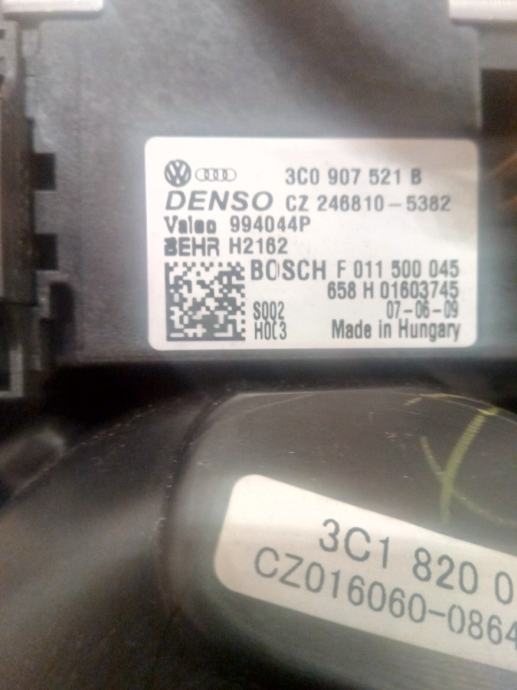 3C0 907 521 B
DENSO CZ 246810-5382
Valeo 994044P
BEHR H2162
BOSCH F 011 500 045
658 H 01603745
S002 07-06-09
H003 Made in Hungary
3C1 820 0
CZ016060-0864